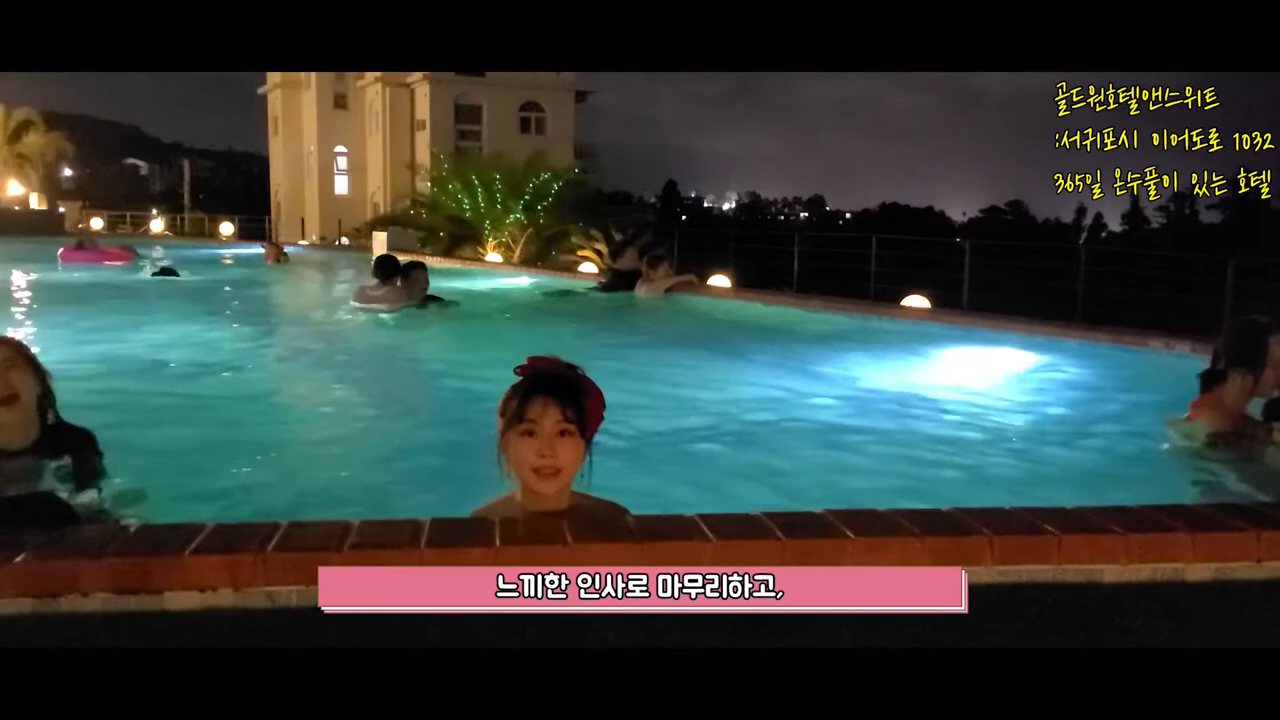 골드원호텔앤스위트
:서귀포시 이어도로 1032
365일 온수풀이 있는 호텔
느끼한 인사로 마무리하고,